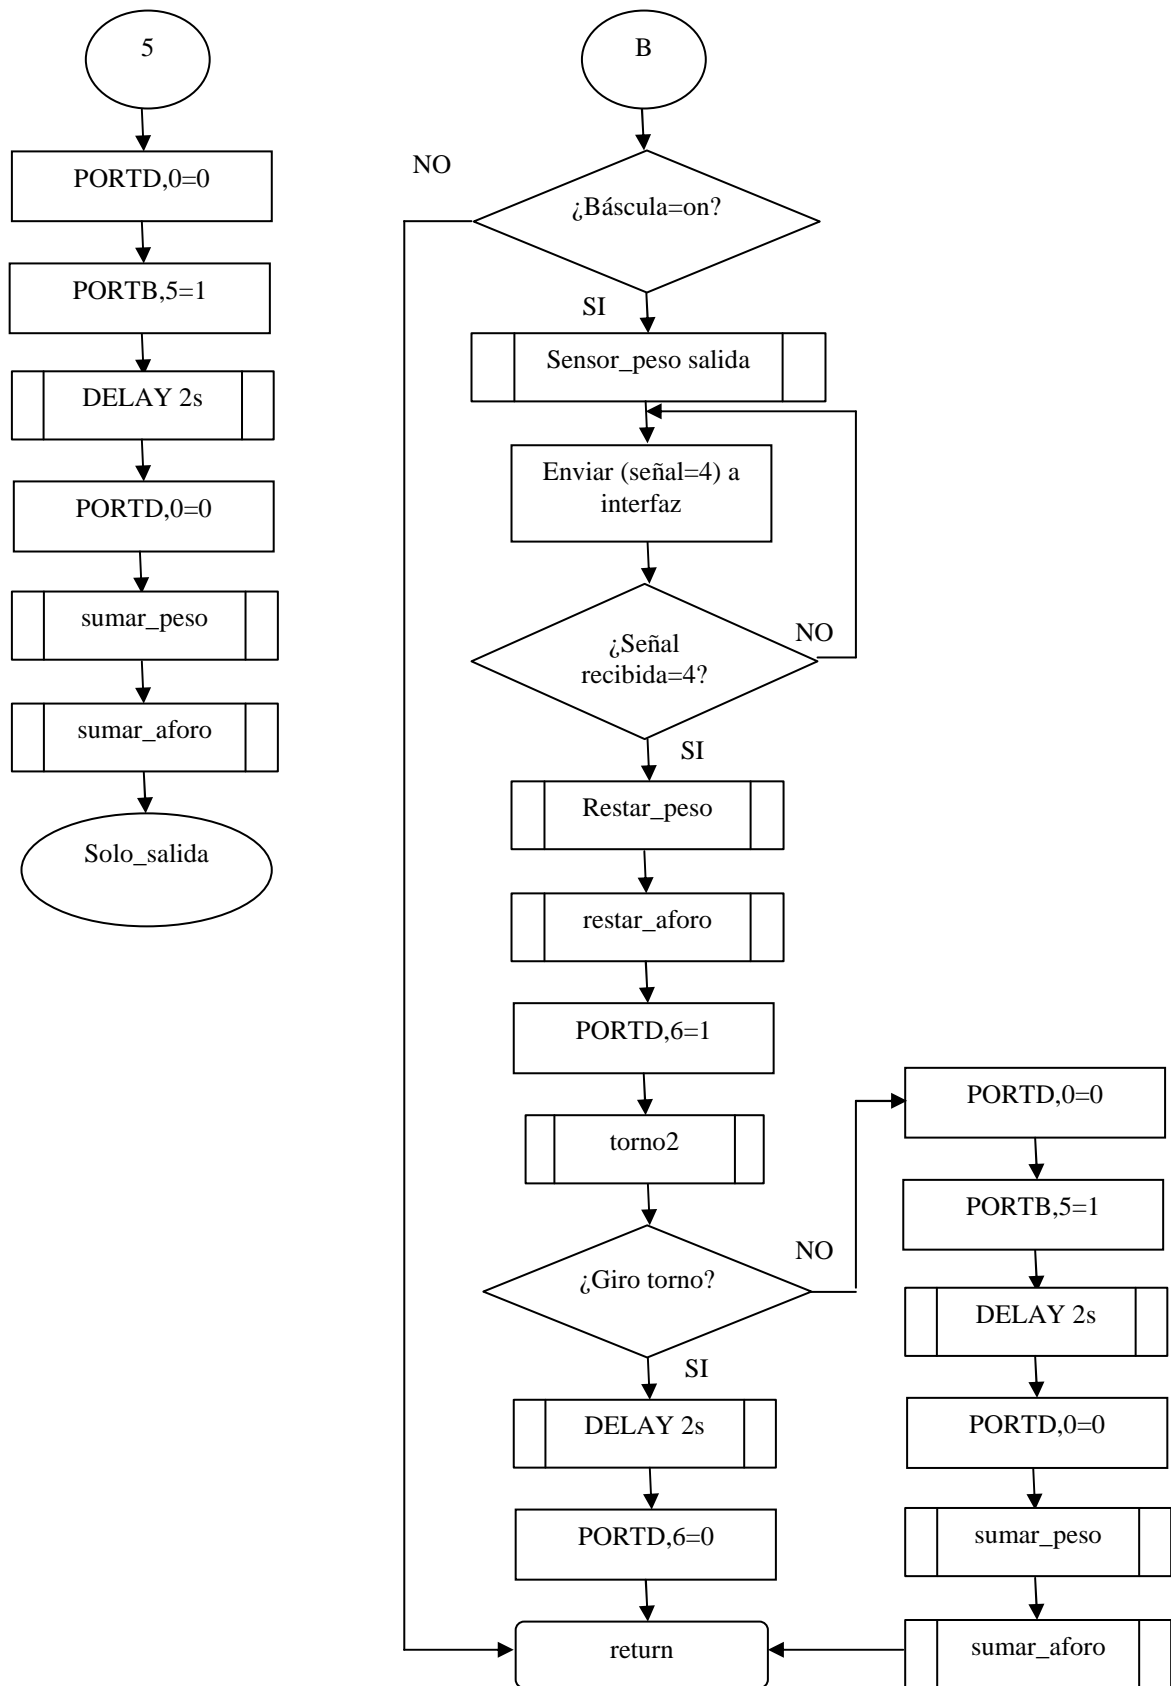 5
PORTD,0=0
PORTB,5=1
DELAY 2s
PORTD,0=0
sumar_peso
sumar_aforo
Solo_salida
B
NO
¿Báscula=on?
SI
Sensor_peso salida
Enviar (señal=4) a
interfaz
¿Señal
recibida=4?
NO
SI
Restar_peso
restar_aforo
PORTD,6=1
torno2
¿Giro torno?
NO
SI
DELAY 2s
PORTD,6=0
return
PORTD,0=0
PORTB,5=1
DELAY 2s
PORTD,0=0
sumar_peso
sumar_aforo